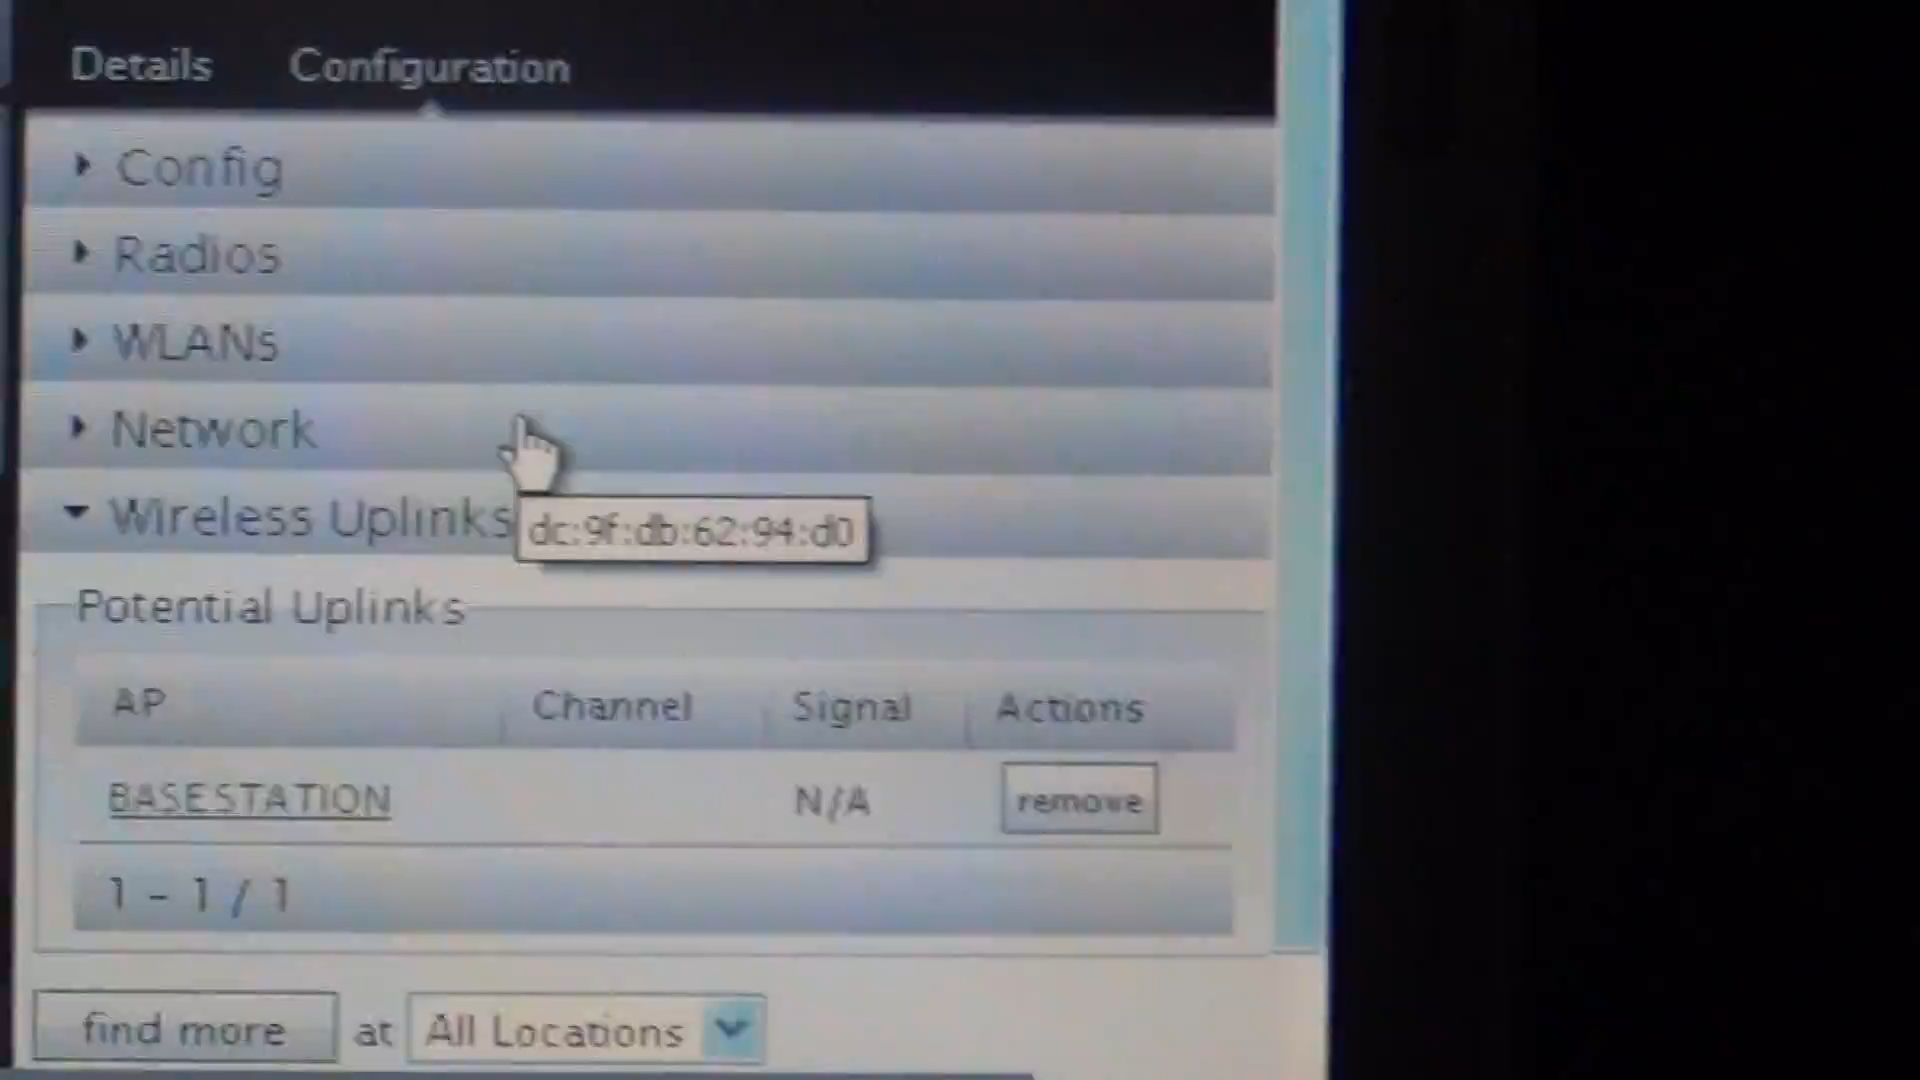 Details Configuration
Config
Radios
WLANs
Network
Wireless Uplinks
dc:9f:db:62:94:d0
Potential Uplinks
AP Channel Signal Actions
BASESTATION N/A remove
1 - 1 / 1
find more at All Locations